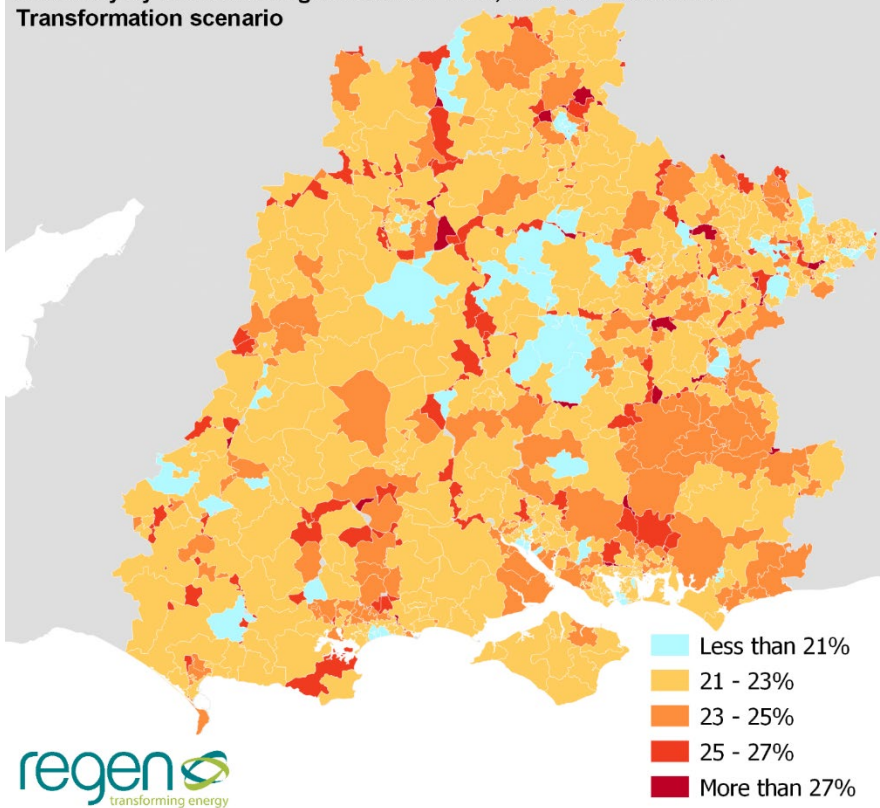 Transformation scenario
Less than 21%
21 - 23%
23 - 25%
25 - 27%
More than 27%
regen
transforming energy